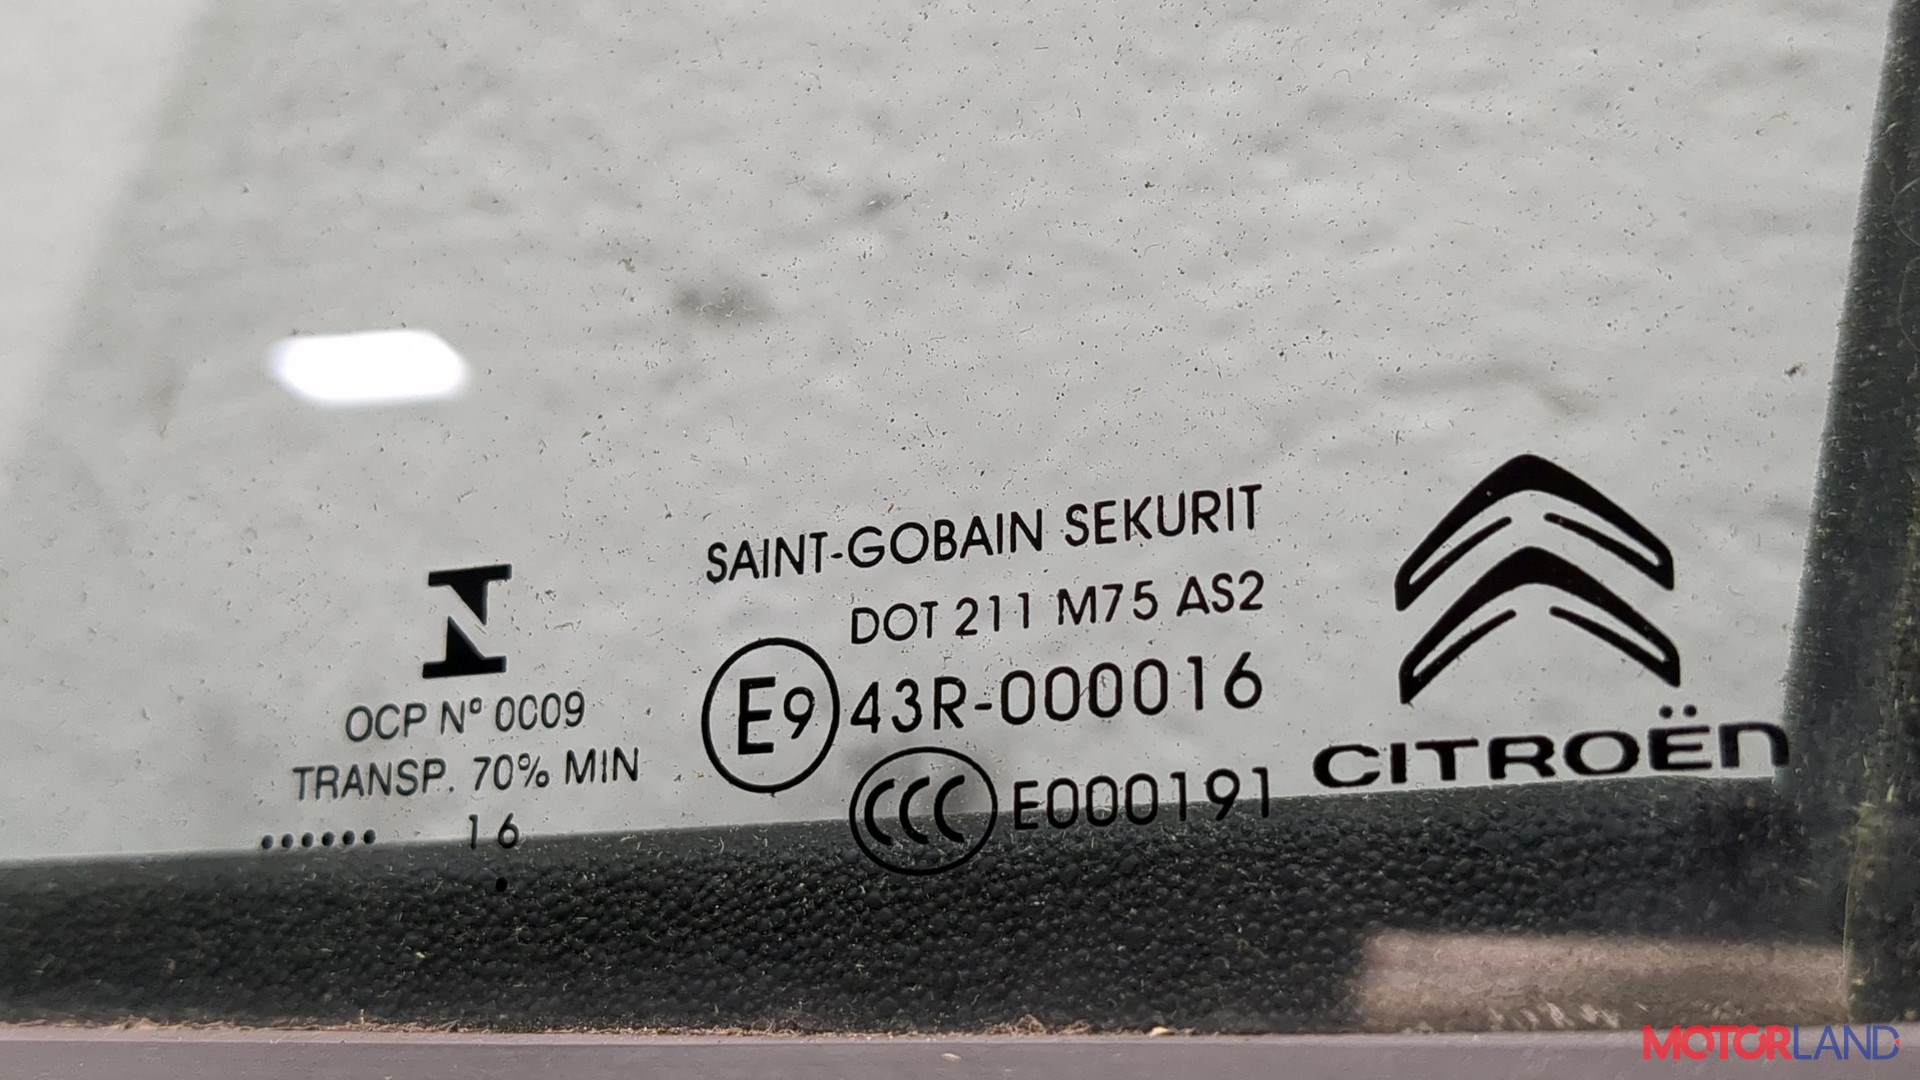 SAINT-GOBAIN SEKURIT
DOT 211 M75 AS2
E9 43R-000016
CCC E000191
N
OCP N° 0009
TRANSP. 70% MIN
...... 16
.
CITROËN
MOTORLAND